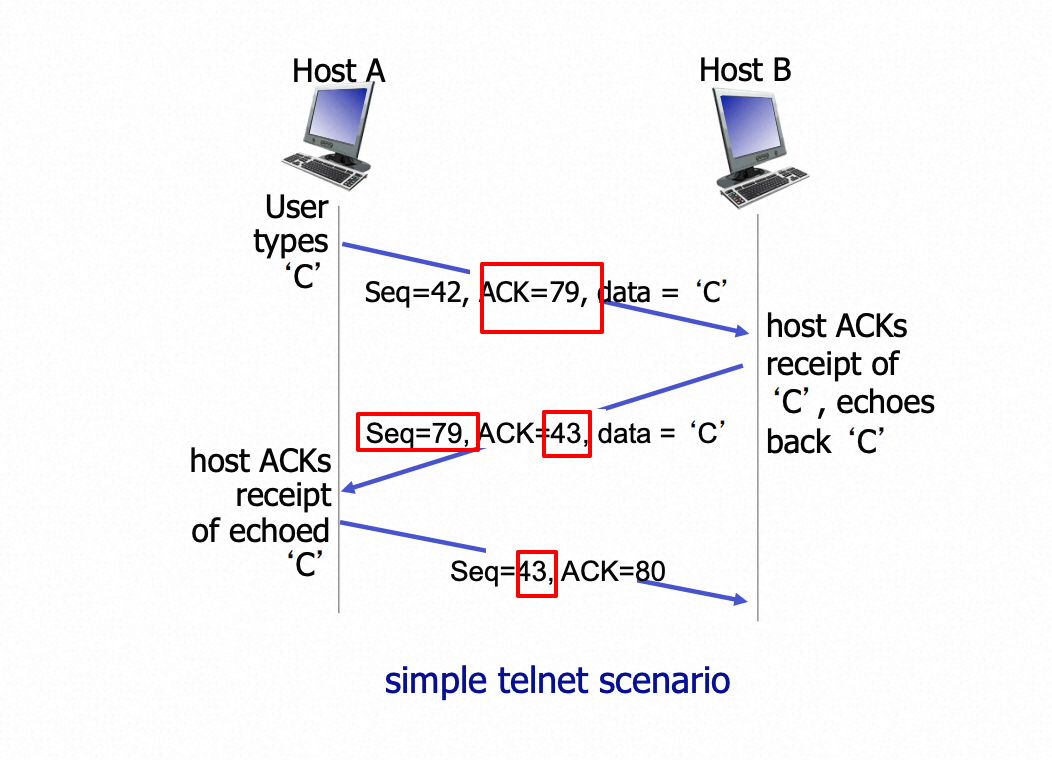 Host A
Host B
User
types
‘C’
Seq=42, ACK=79, data = ‘C’
host ACKs
receipt of
‘C’, echoes
back ‘C’
Seq=79, ACK=43, data = ‘C’
host ACKs
receipt
of echoed
‘C’
Seq=43, ACK=80
simple telnet scenario